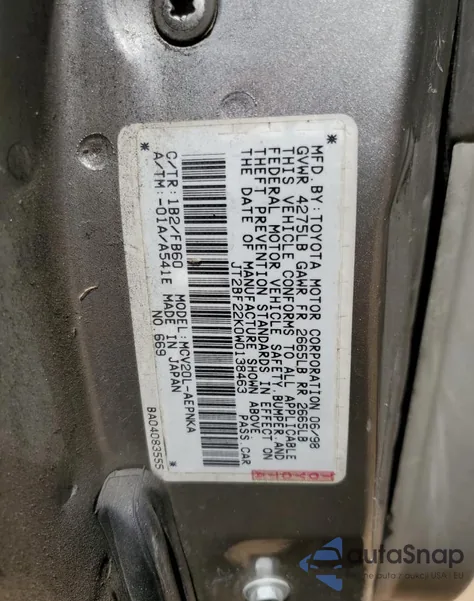 MFD. BY: TOYOTA MOTOR CORPORATION 06/98
GVWR 4275LB GAWR FR 2665LB RR 2665LB
THIS VEHICLE CONFORMS TO ALL APPLICABLE
FEDERAL MOTOR VEHICLE SAFETY, BUMPER, AND
THEFT PREVENTION STANDARDS IN EFFECT ON
THE DATE OF MANUFACTURE SHOWN ABOVE.
JT2BF22K0W0138463 PASS.CAR
C/TR: 1B2/FB60 MODEL: MCV20L-AEPNKA
A/TM: -01A/A541E MADE IN JAPAN
NO.669
BA04083555
autoSnap